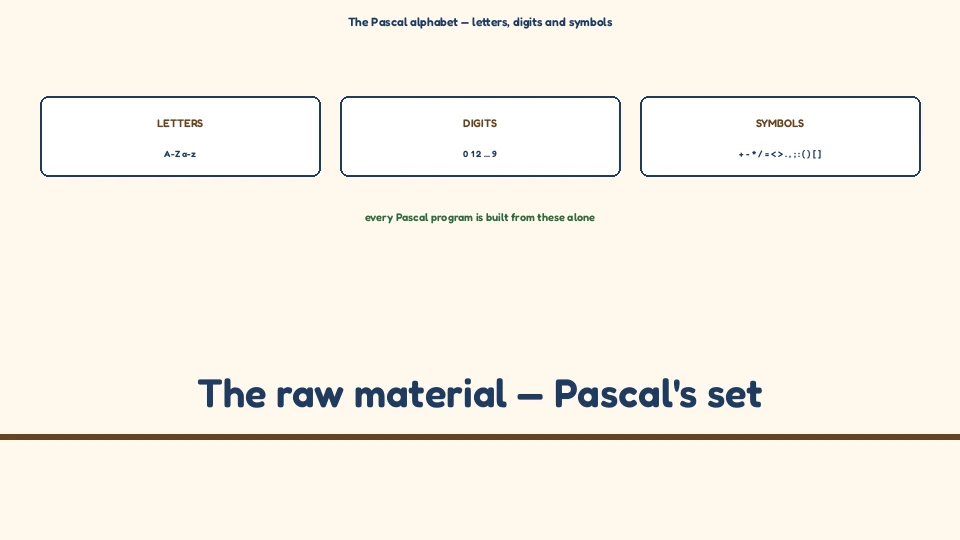 The Pascal alphabet — letters, digits and symbols
LETTERS
A-Z a-z
DIGITS
0 1 2 ... 9
SYMBOLS
+ - * / = < > . , ; : ( ) [ ]
every Pascal program is built from these alone
The raw material — Pascal's set